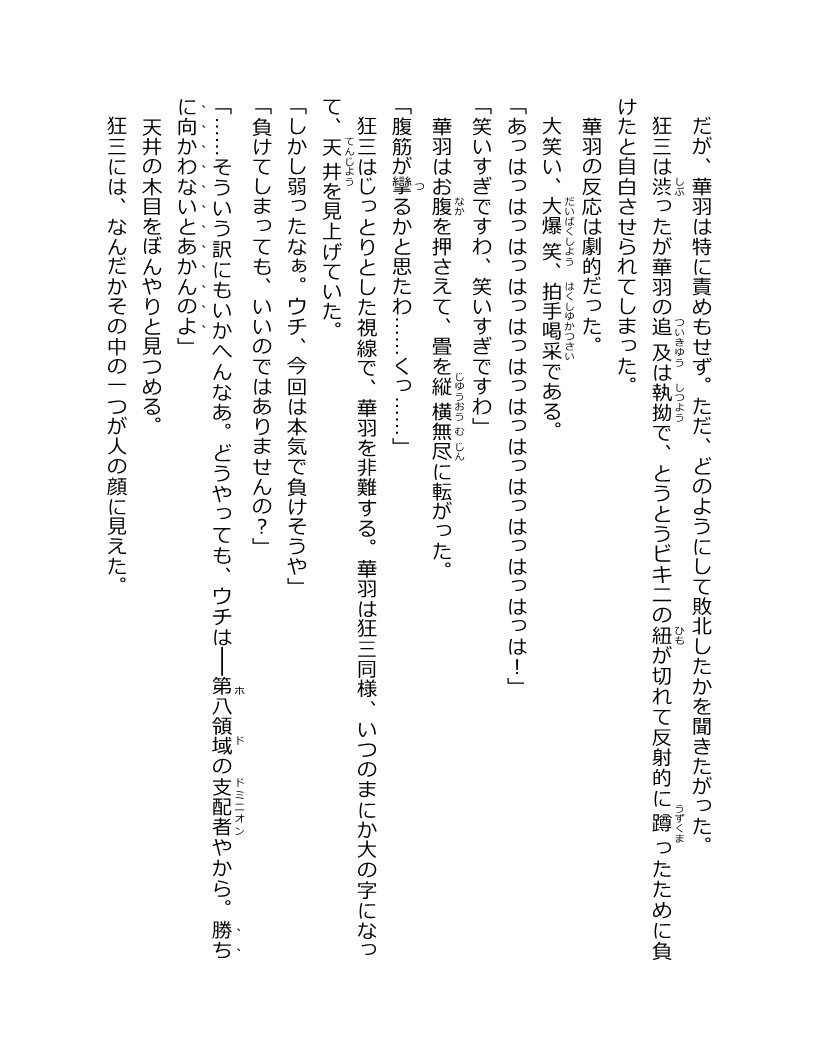 だが、華羽は特に責めもせず。ただ、どのようにして敗北したかを聞きたがった。
狂三は渋ったが華羽の追及は執拗で、とうとうビキニの紐が切れて反射的に蹲ったために負
けたと自白させられてしまった。
華羽の反応は劇的だった。
大笑い、大爆笑、拍手喝采である。
「あっはっはっはっはっはっはっはっはっはっはっはっはっは！」
「笑いすぎですわ、笑いすぎですわ」
華羽はお腹を押さえて、畳を縦横無尽に転がった。
「腹筋が攣るかと思たわ……くっ……」
狂三はじっとりとした視線で、華羽を非難する。華羽は狂三同様、いつのまにか大の字になっ
て、天井を見上げていた。
「しかし弱ったなぁ。ウチ、今回は本気で負けそうや」
「負けてしまっても、いいのではありませんの？」
「……そういう訳にもいかへんなあ。どうやっても、ウチは──第八領域の支配者やから。勝ち
に向かわないとあかんのよ」
天井の木目をぼんやりと見つめる。
狂三には、なんだかその中の一つが人の顔に見えた。